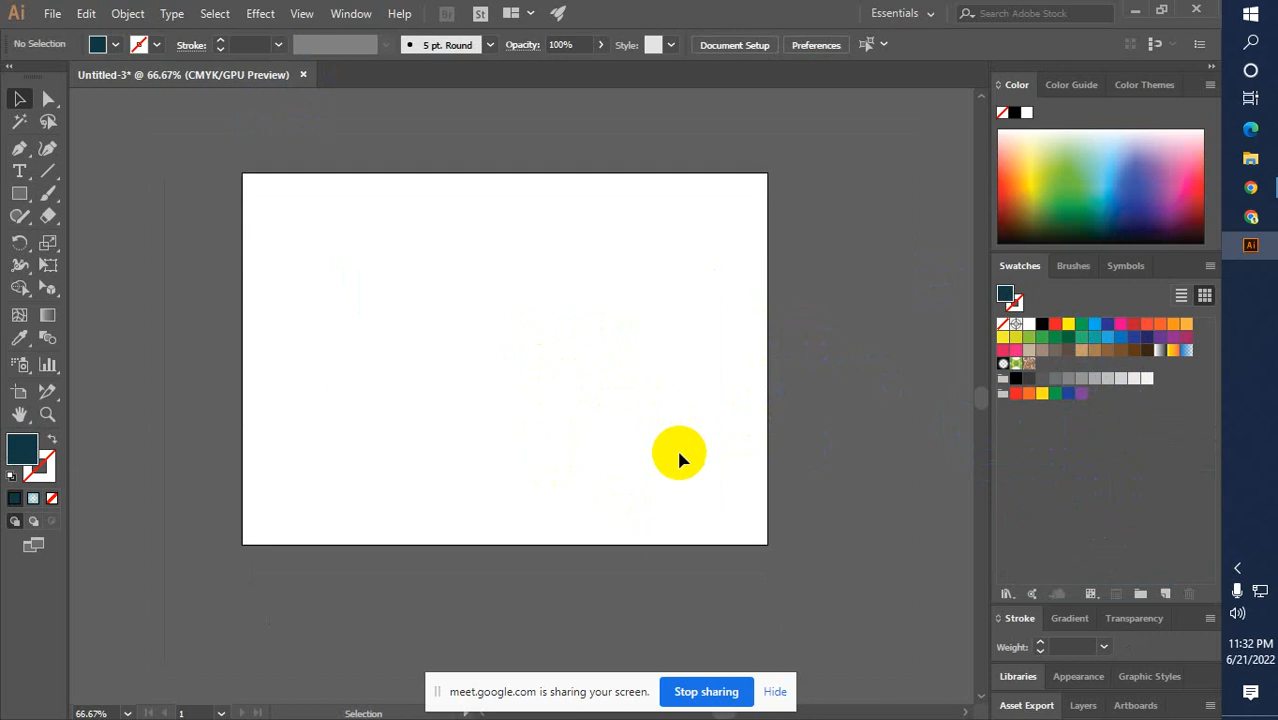 Ai File Edit Object Type Select Effect View Window Help Br St Essentials Search Adobe Stock
No Selection Stroke: 5 pt. Round Opacity: 100% Style: Document Setup Preferences
Untitled-3* @ 66.67% (CMYK/GPU Preview)
Color Color Guide Color Themes
Swatches Brushes Symbols
Ai
Stroke Gradient Transparency
Weight:
11:32 PM
6/21/2022
Libraries Appearance Graphic Styles
meet.google.com is sharing your screen. Stop sharing Hide
Asset Export Layers Artboards
66.67% 1 Selection